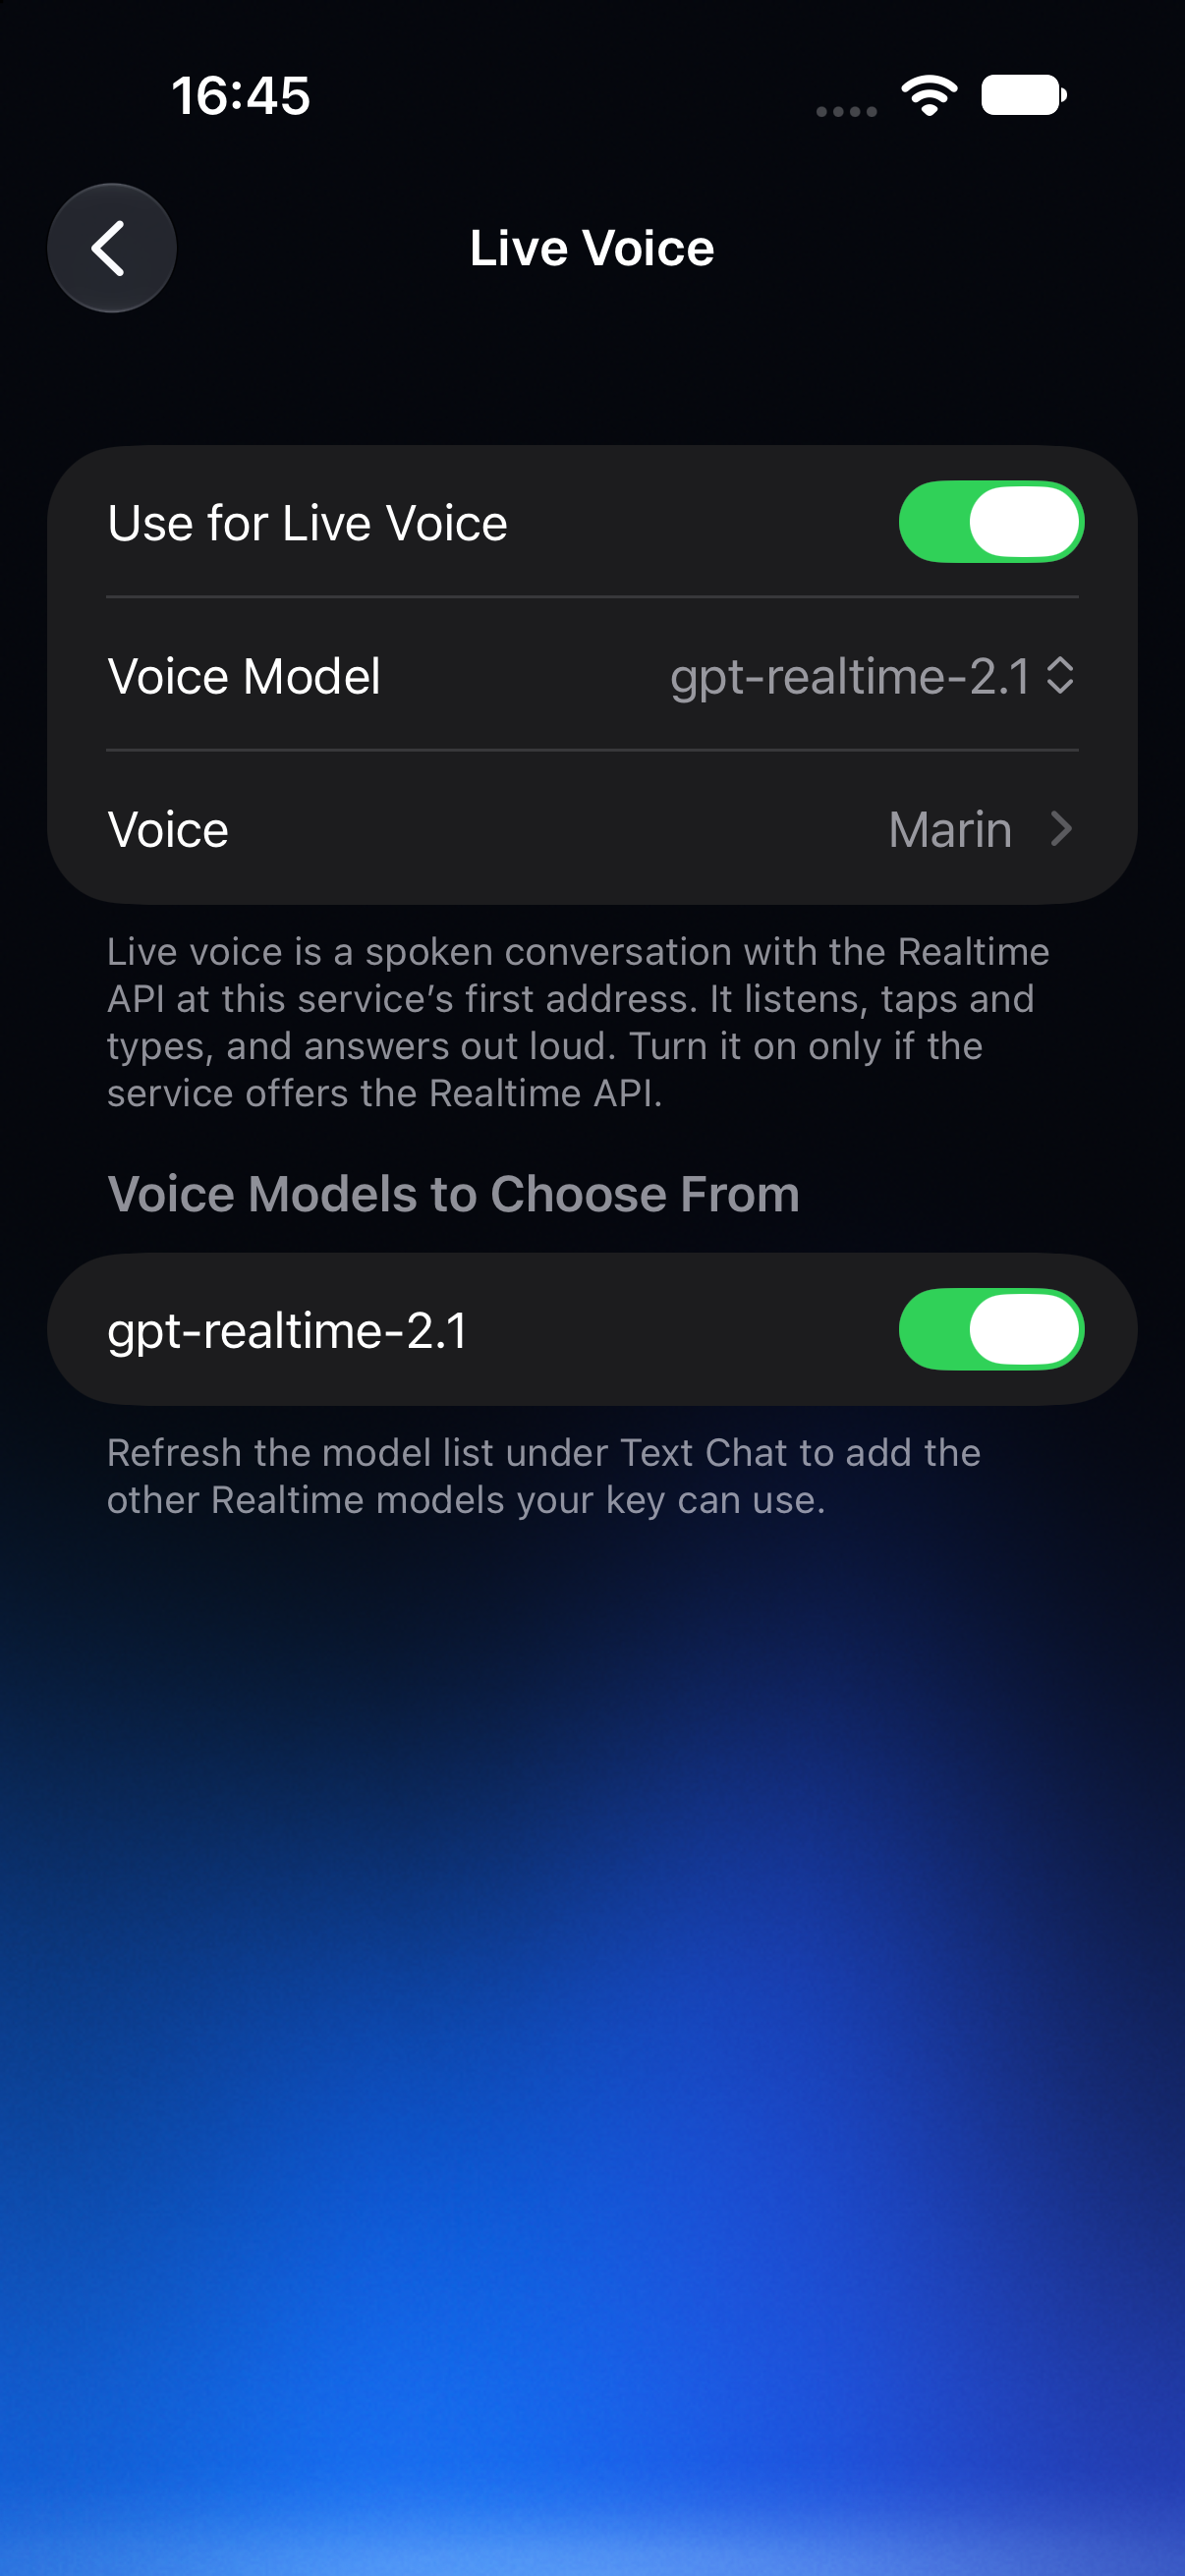 16:45
Live Voice
Use for Live Voice
Voice Model gpt-realtime-2.1
Voice Marin
Live voice is a spoken conversation with the Realtime
API at this service’s first address. It listens, taps and
types, and answers out loud. Turn it on only if the
service offers the Realtime API.
Voice Models to Choose From
gpt-realtime-2.1
Refresh the model list under Text Chat to add the
other Realtime models your key can use.